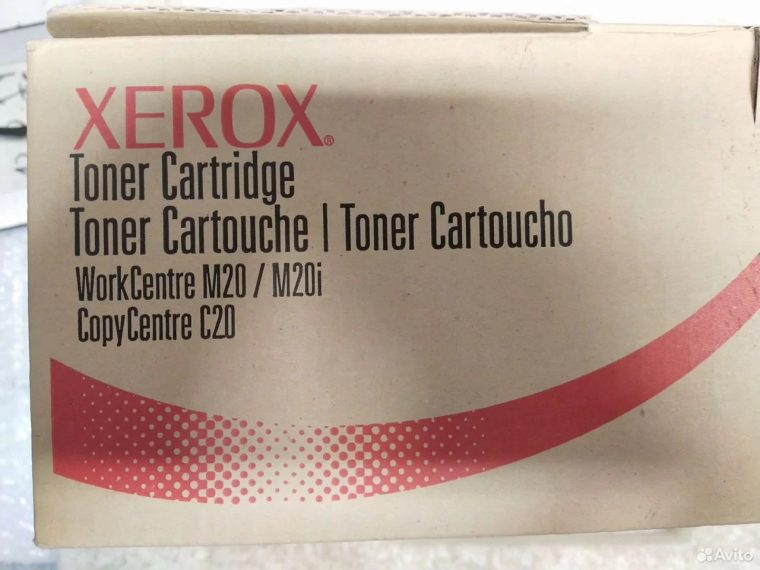 XEROX®
Toner Cartridge
Toner Cartouche | Toner Cartoucho
WorkCentre M20 / M20i
CopyCentre C20
Avito